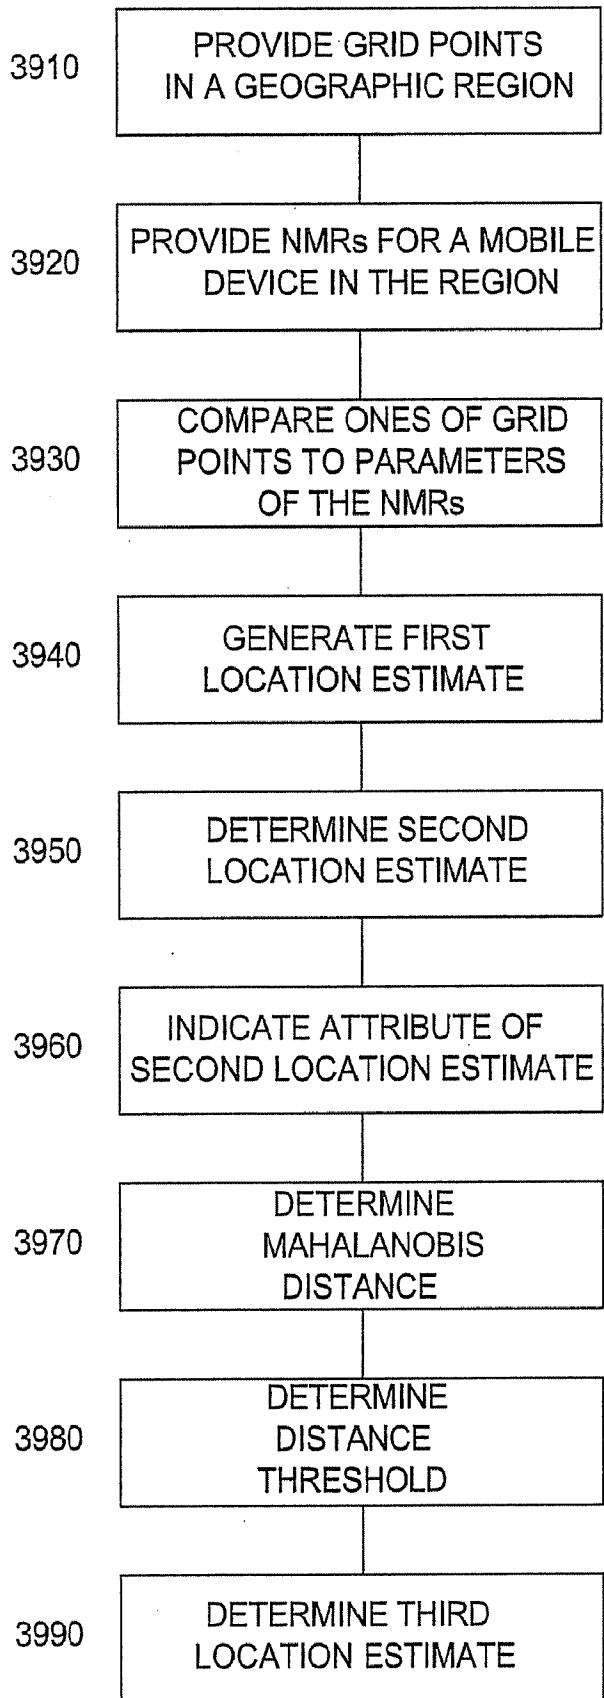 3910
PROVIDE GRID POINTS
IN A GEOGRAPHIC REGION
3920
PROVIDE NMRs FOR A MOBILE
DEVICE IN THE REGION
3930
COMPARE ONES OF GRID
POINTS TO PARAMETERS
OF THE NMRs
3940
GENERATE FIRST
LOCATION ESTIMATE
3950
DETERMINE SECOND
LOCATION ESTIMATE
3960
INDICATE ATTRIBUTE OF
SECOND LOCATION ESTIMATE
3970
DETERMINE
MAHALANOBIS
DISTANCE
3980
DETERMINE
DISTANCE
THRESHOLD
3990
DETERMINE THIRD
LOCATION ESTIMATE